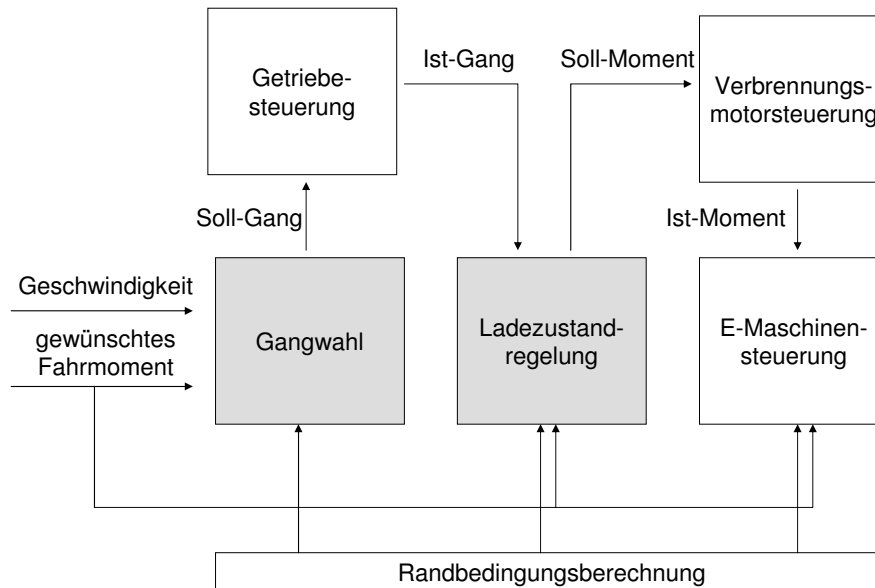 Getriebe-
besteuerung
Ist-Gang
Soll-Moment
Verbrennungs-
motorsteuerung
Soll-Gang
Ist-Moment
Geschwindigkeit
gewünschtes
Fahrmoment
Gangwahl
Ladezustand-
regelung
E-Maschinen-
steuerung
Randbedingungsberechnung